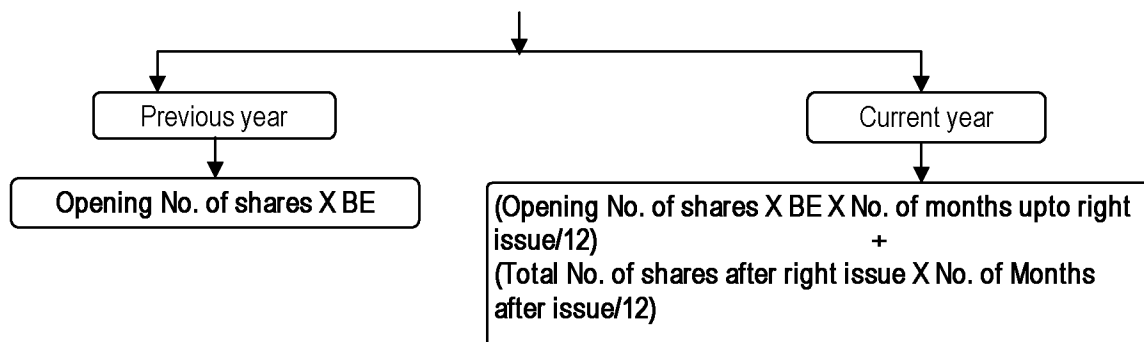 Previous year
Current year
Opening No. of shares X BE
(Opening No. of shares X BE X No. of months upto right
issue/12) +
(Total No. of shares after right issue X No. of Months
after issue/12)